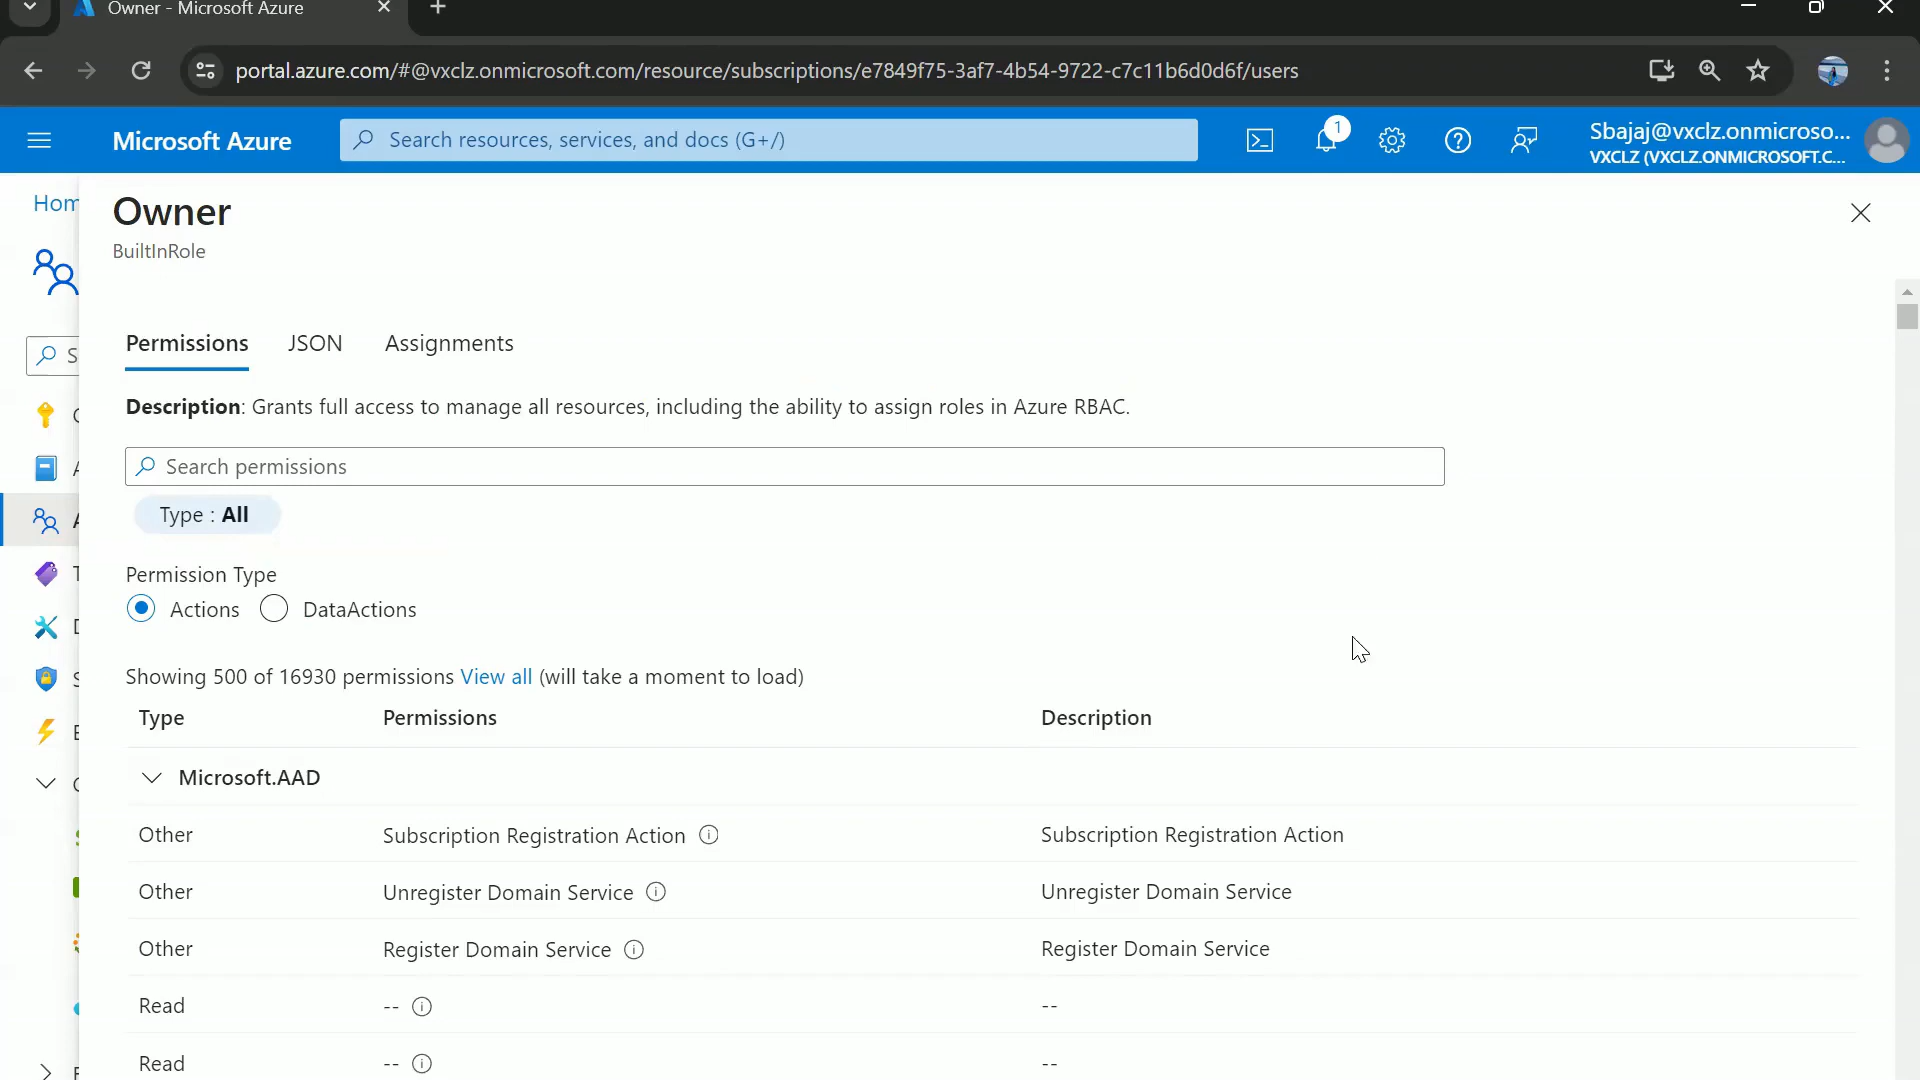 Owner - Microsoft Azure
portal.azure.com/#@vxclz.onmicrosoft.com/resource/subscriptions/e7849f75-3af7-4b54-9722-c7c11b6d0d6f/users
Microsoft Azure
Search resources, services, and docs (G+/)
1
Sbajaj@vxclz.onmicroso...
VXCLZ (VXCLZ.ONMICROSOFT.C...
Hom
Owner
BuiltInRole
Permissions JSON Assignments
Description: Grants full access to manage all resources, including the ability to assign roles in Azure RBAC.
S
Search permissions
Type : All
Permission Type
Actions DataActions
Showing 500 of 16930 permissions View all (will take a moment to load)
Type Permissions Description
Microsoft.AAD
Other Subscription Registration Action Subscription Registration Action
Other Unregister Domain Service Unregister Domain Service
Other Register Domain Service Register Domain Service
Read -- --
Read -- --